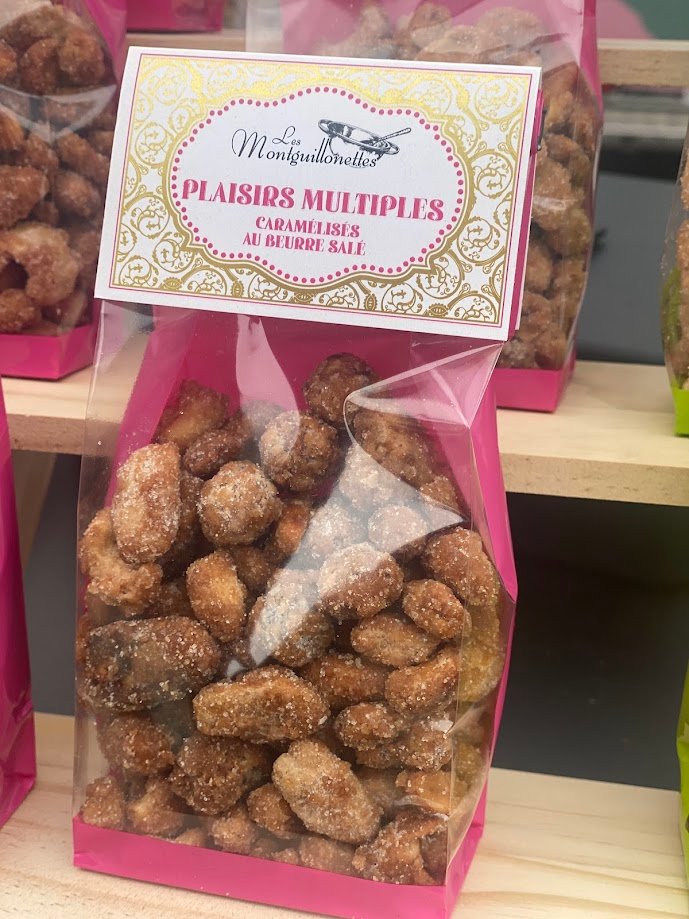 Les
Montguillonettes
PLAISIRS MULTIPLES
CARAMÉLISÉS
AU BEURRE SALÉ